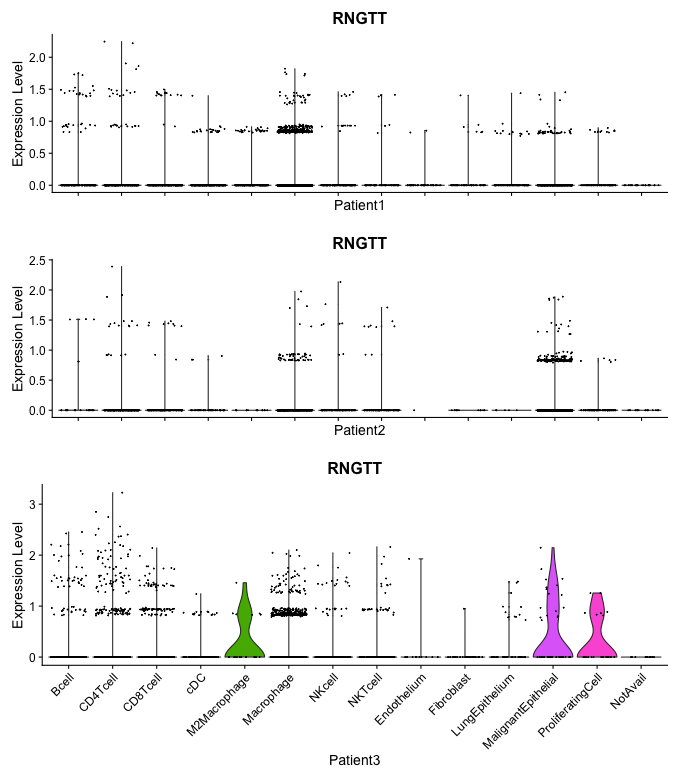 RNGTT
Expression Level
2.0
1.5
1.0
0.5
0.0
Patient1
RNGTT
Expression Level
2.5
2.0
1.5
1.0
0.5
0.0
Patient2
RNGTT
Expression Level
3
2
1
0
Bcell
CD4Tcell
CD8Tcell
cDC
M2Macrophage
Macrophage
NKcell
NKTcell
Endothelium
Fibroblast
LungEpithelium
MalignantEpithelial
ProliferatingCell
NotAvail
Patient3